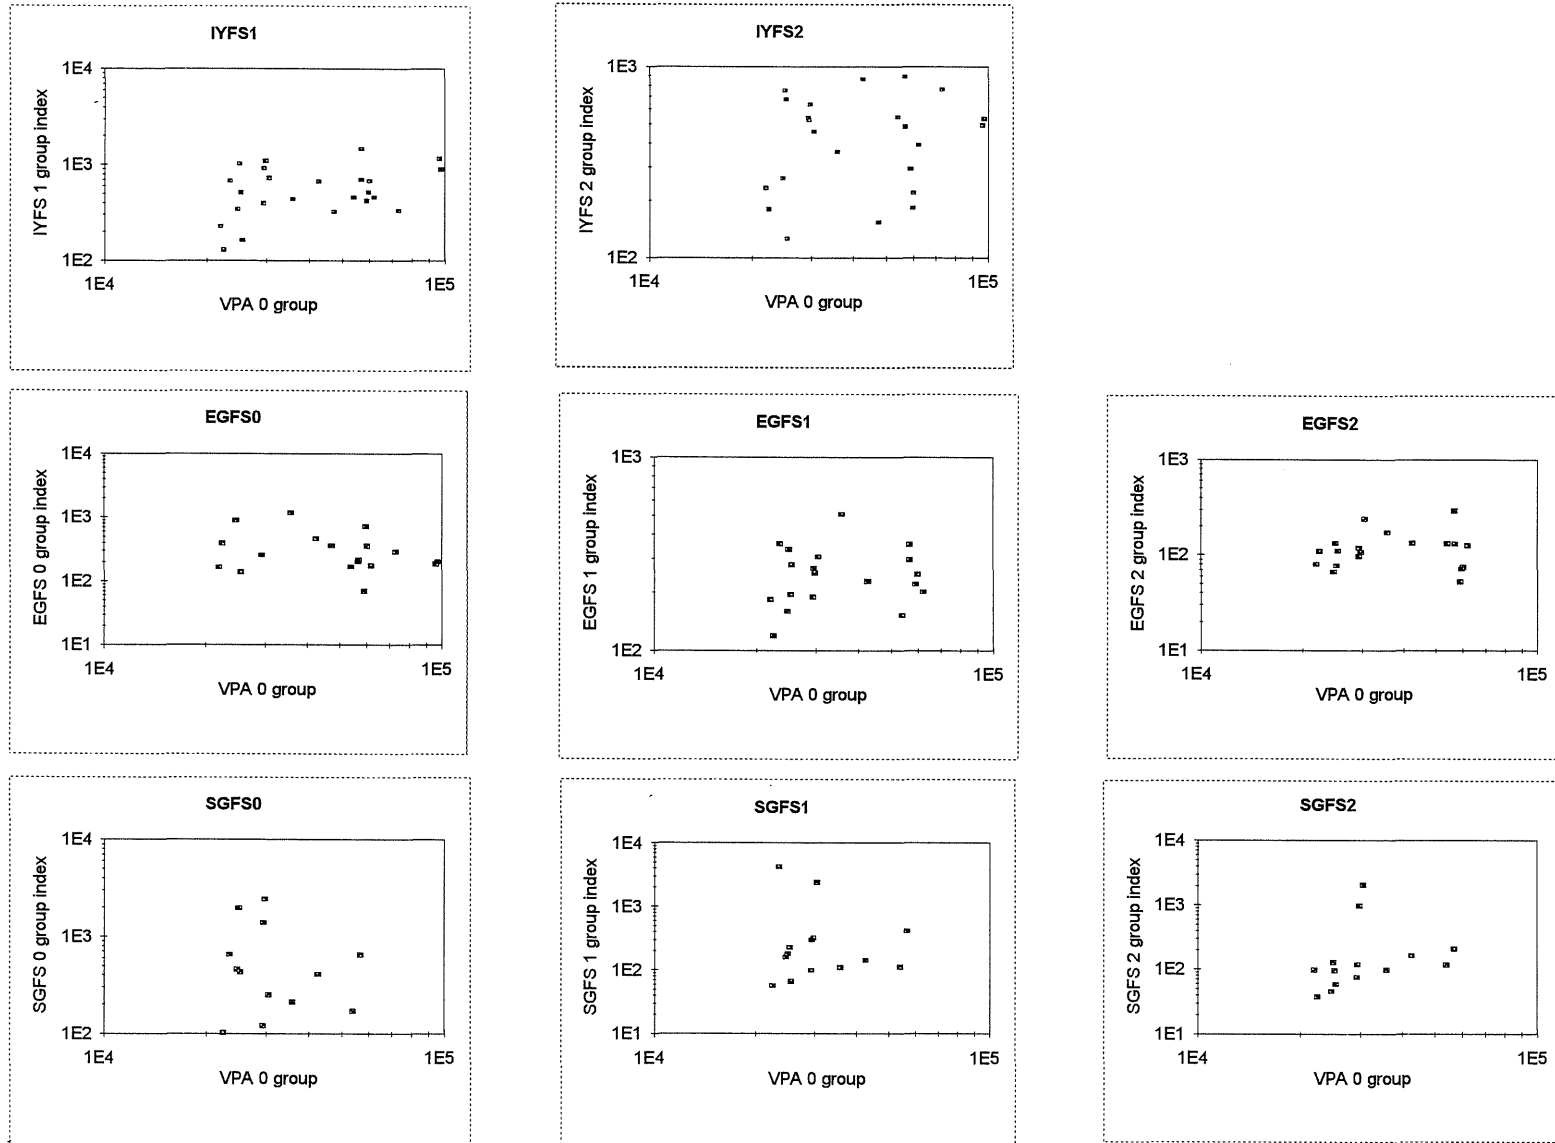 IYFS1
1E4
1E3
1E2
IYFS 1 group index
1E4
1E5
VPA 0 group
IYFS2
1E3
1E2
IYFS 2 group index
1E4
1E5
VPA 0 group
EGFS0
1E4
1E3
1E2
1E1
EGFS 0 group index
1E4
1E5
VPA 0 group
EGFS1
1E3
1E2
EGFS 1 group index
1E4
1E5
VPA 0 group
EGFS2
1E3
1E2
1E1
EGFS 2 group index
1E4
1E5
VPA 0 group
SGFS0
1E4
1E3
1E2
SGFS 0 group index
1E4
1E5
VPA 0 group
SGFS1
1E4
1E3
1E2
1E1
SGFS 1 group index
1E4
1E5
VPA 0 group
SGFS2
1E4
1E3
1E2
1E1
SGFS 2 group index
1E4
1E5
VPA 0 group